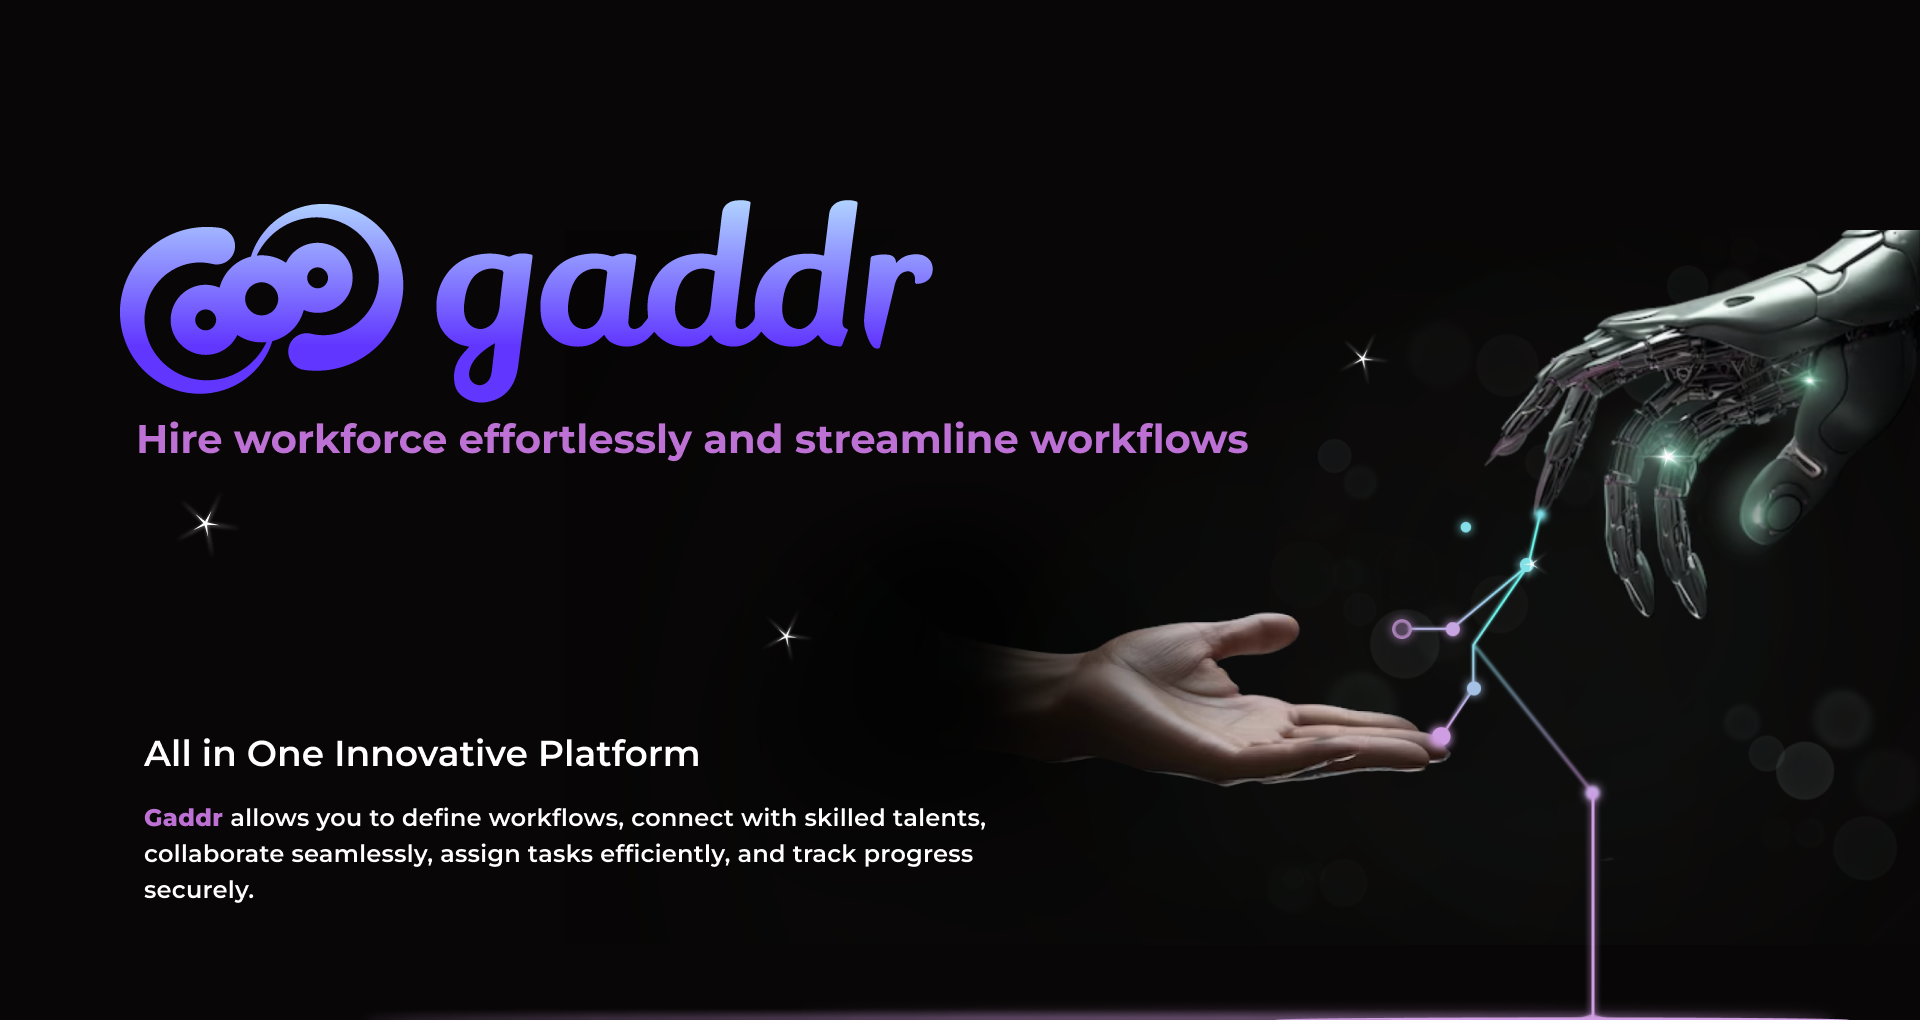 gaddr
Hire workforce effortlessly and streamline workflows
All in One Innovative Platform
Gaddr allows you to define workflows, connect with skilled talents,
collaborate seamlessly, assign tasks efficiently, and track progress
securely.